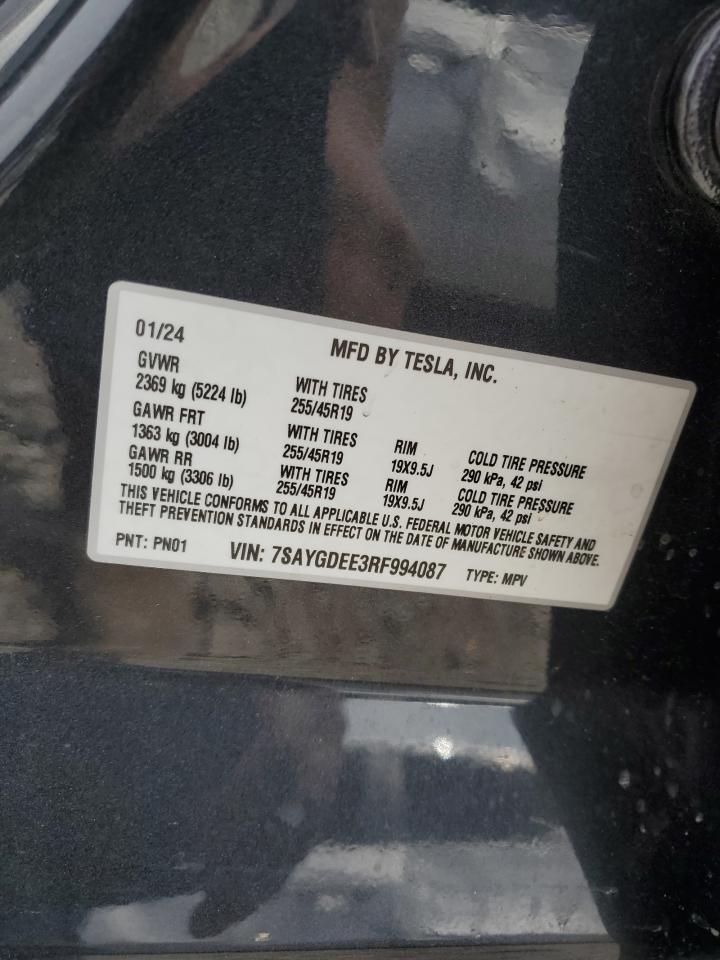 01/24
MFD BY TESLA, INC.
GVWR
2369 kg (5224 lb) WITH TIRES
255/45R19
GAWR FRT
1363 kg (3004 lb) WITH TIRES RIM COLD TIRE PRESSURE
255/45R19 19X9.5J 290 kPa, 42 psi
GAWR RR
1500 kg (3306 lb) WITH TIRES RIM COLD TIRE PRESSURE
255/45R19 19X9.5J 290 kPa, 42 psi
THIS VEHICLE CONFORMS TO ALL APPLICABLE U.S. FEDERAL MOTOR VEHICLE SAFETY AND
THEFT PREVENTION STANDARDS IN EFFECT ON THE DATE OF MANUFACTURE SHOWN ABOVE.
PNT: PN01 VIN: 7SAYGDEE3RF994087 TYPE: MPV